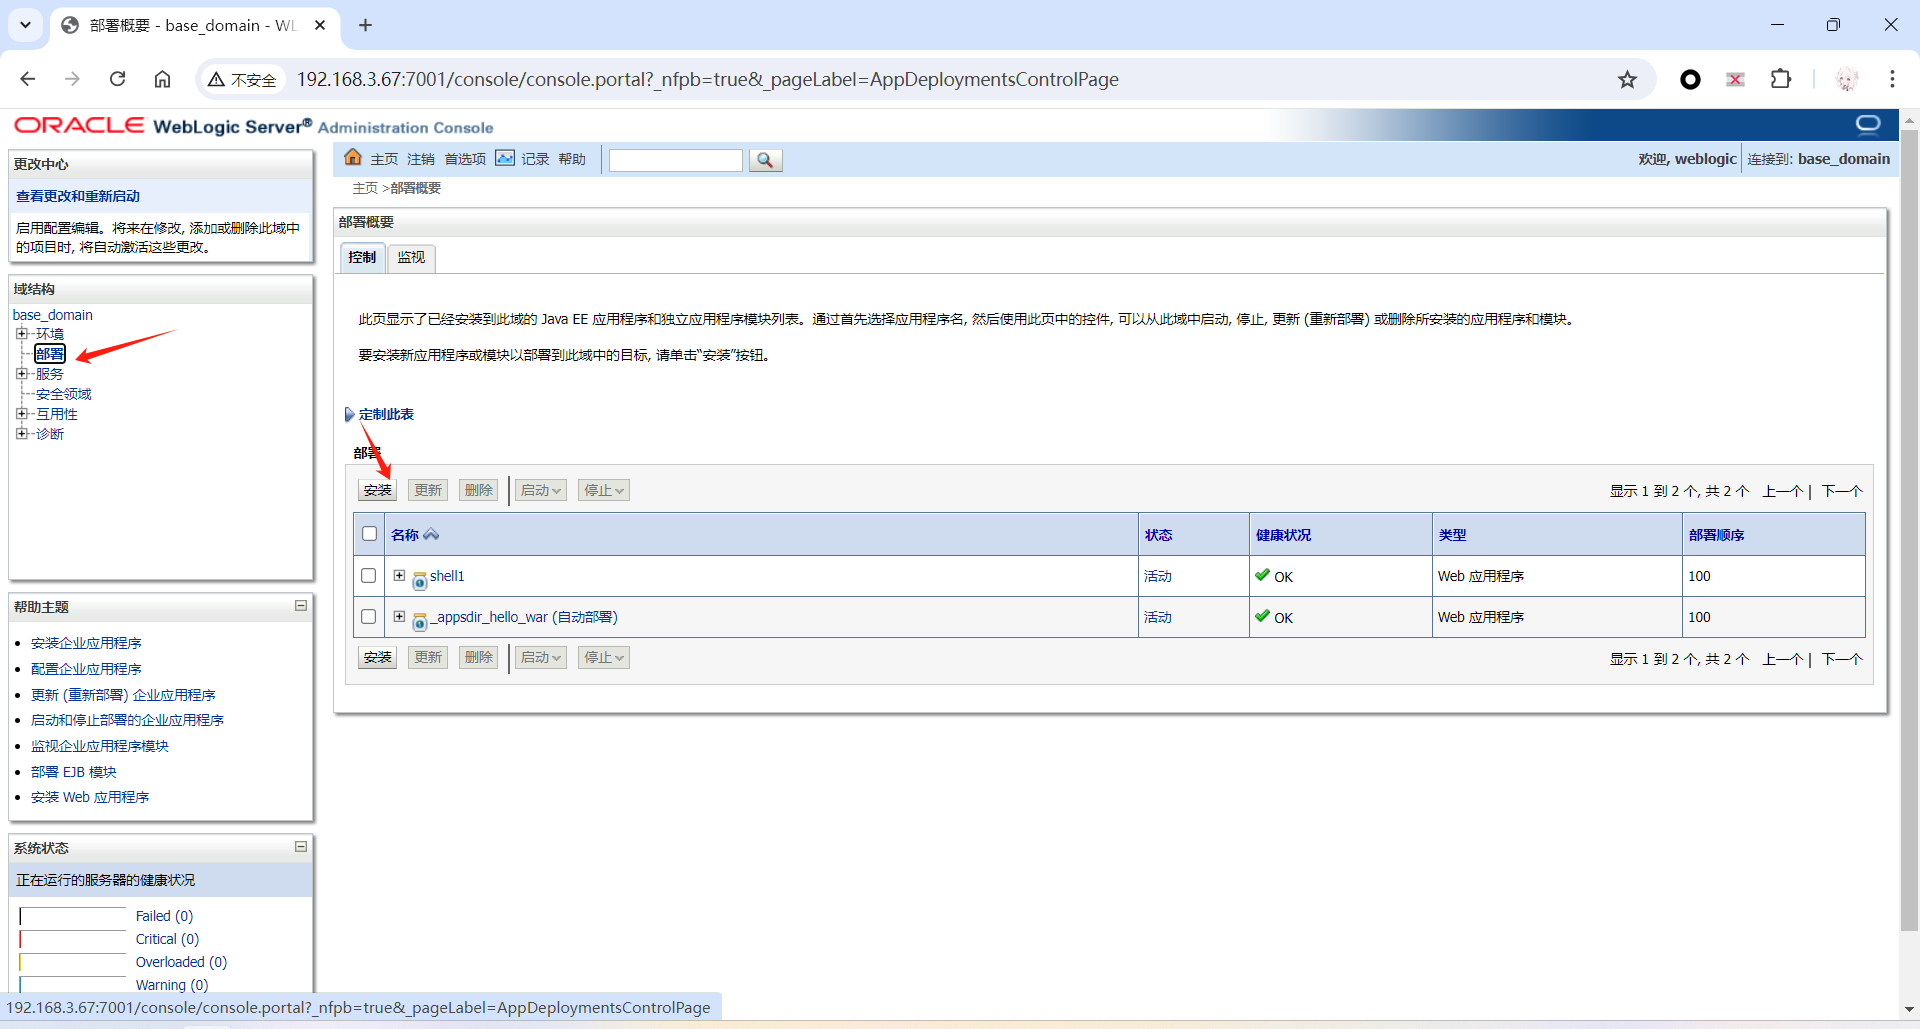 部署概要 - base_domain - WL
不安全
192.168.3.67:7001/console/console.portal?_nfpb=true&_pageLabel=AppDeploymentsControlPage
ORACLE WebLogic Server® Administration Console
更改中心
查看更改和重新启动
启用配置编辑。将来在修改, 添加或删除此域中
的项目时, 将自动激活这些更改。
域结构
base_domain
环境
部署
服务
安全领域
互用性
诊断
帮助主题
安装企业应用程序
配置企业应用程序
更新 (重新部署) 企业应用程序
启动和停止部署的企业应用程序
监视企业应用程序模块
部署 EJB 模块
安装 Web 应用程序
系统状态
正在运行的服务器的健康状况
Failed (0)
Critical (0)
Overloaded (0)
Warning (0)
主页 注销 首选项 记录 帮助
欢迎, weblogic 连接到: base_domain
主页 >部署概要
部署概要
控制 监视
此页显示了已经安装到此域的 Java EE 应用程序和独立应用程序模块列表。通过首先选择应用程序名, 然后使用此页中的控件, 可以从此域中启动, 停止, 更新 (重新部署) 或删除所安装的应用程序和模块。
要安装新应用程序或模块以部署到此域中的目标, 请单击“安装”按钮。
定制此表
部署
安装 更新 删除 启动 停止 显示 1 到 2 个, 共 2 个 上一个 | 下一个
名称 状态 健康状况 类型 部署顺序
shell1 活动 OK Web 应用程序 100
_appsdir_hello_war (自动部署) 活动 OK Web 应用程序 100
安装 更新 删除 启动 停止 显示 1 到 2 个, 共 2 个 上一个 | 下一个
192.168.3.67:7001/console/console.portal?_nfpb=true&_pageLabel=AppDeploymentsControlPage